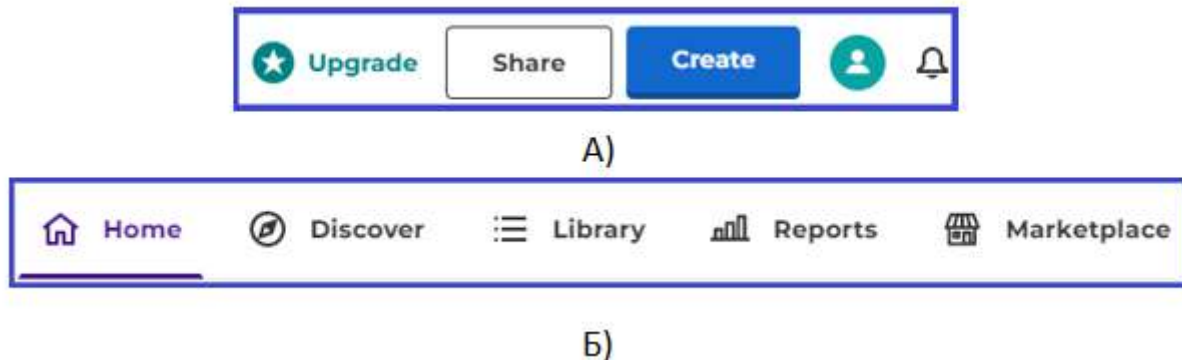 Upgrade Share Create
А)
Home Discover Library Reports Marketplace
Б)